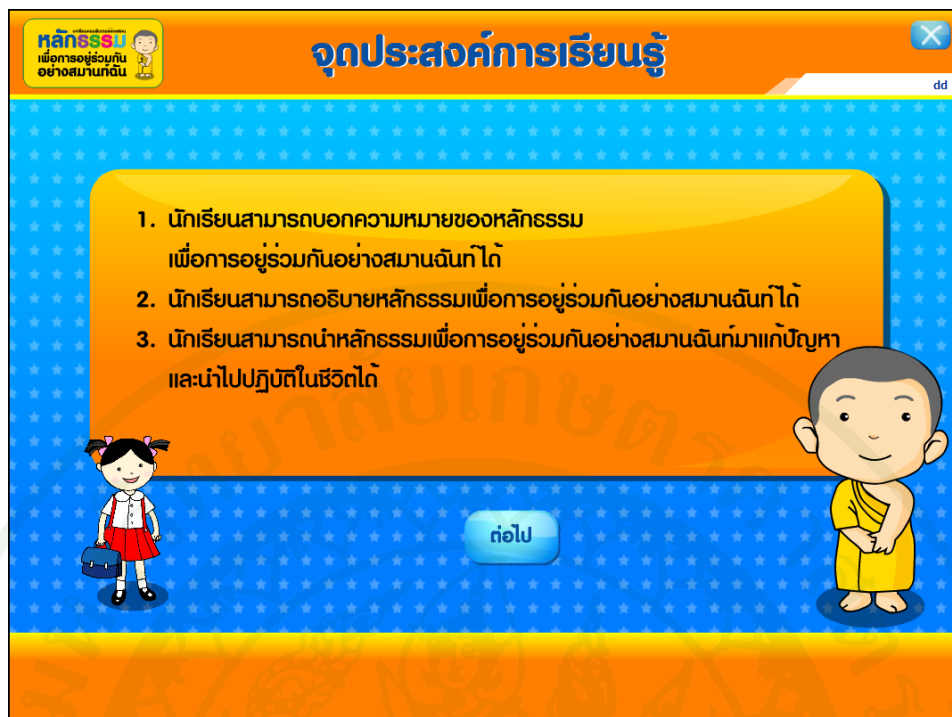 หลักธรรม
เพื่อการอยู่ร่วมกัน
อย่างสมานฉันท์
จุดประสงค์การเรียนรู้
dd
1. นักเรียนสามารถบอกความหมายของหลักธรรม
เพื่อการอยู่ร่วมกันอย่างสมานฉันท์ได้
2. นักเรียนสามารถอธิบายหลักธรรมเพื่อการอยู่ร่วมกันอย่างสมานฉันท์ได้
3. นักเรียนสามารถนำหลักธรรมเพื่อการอยู่ร่วมกันอย่างสมานฉันท์มาแก้ปัญหา
และนำไปปฏิบัติในชีวิตได้
ต่อไป